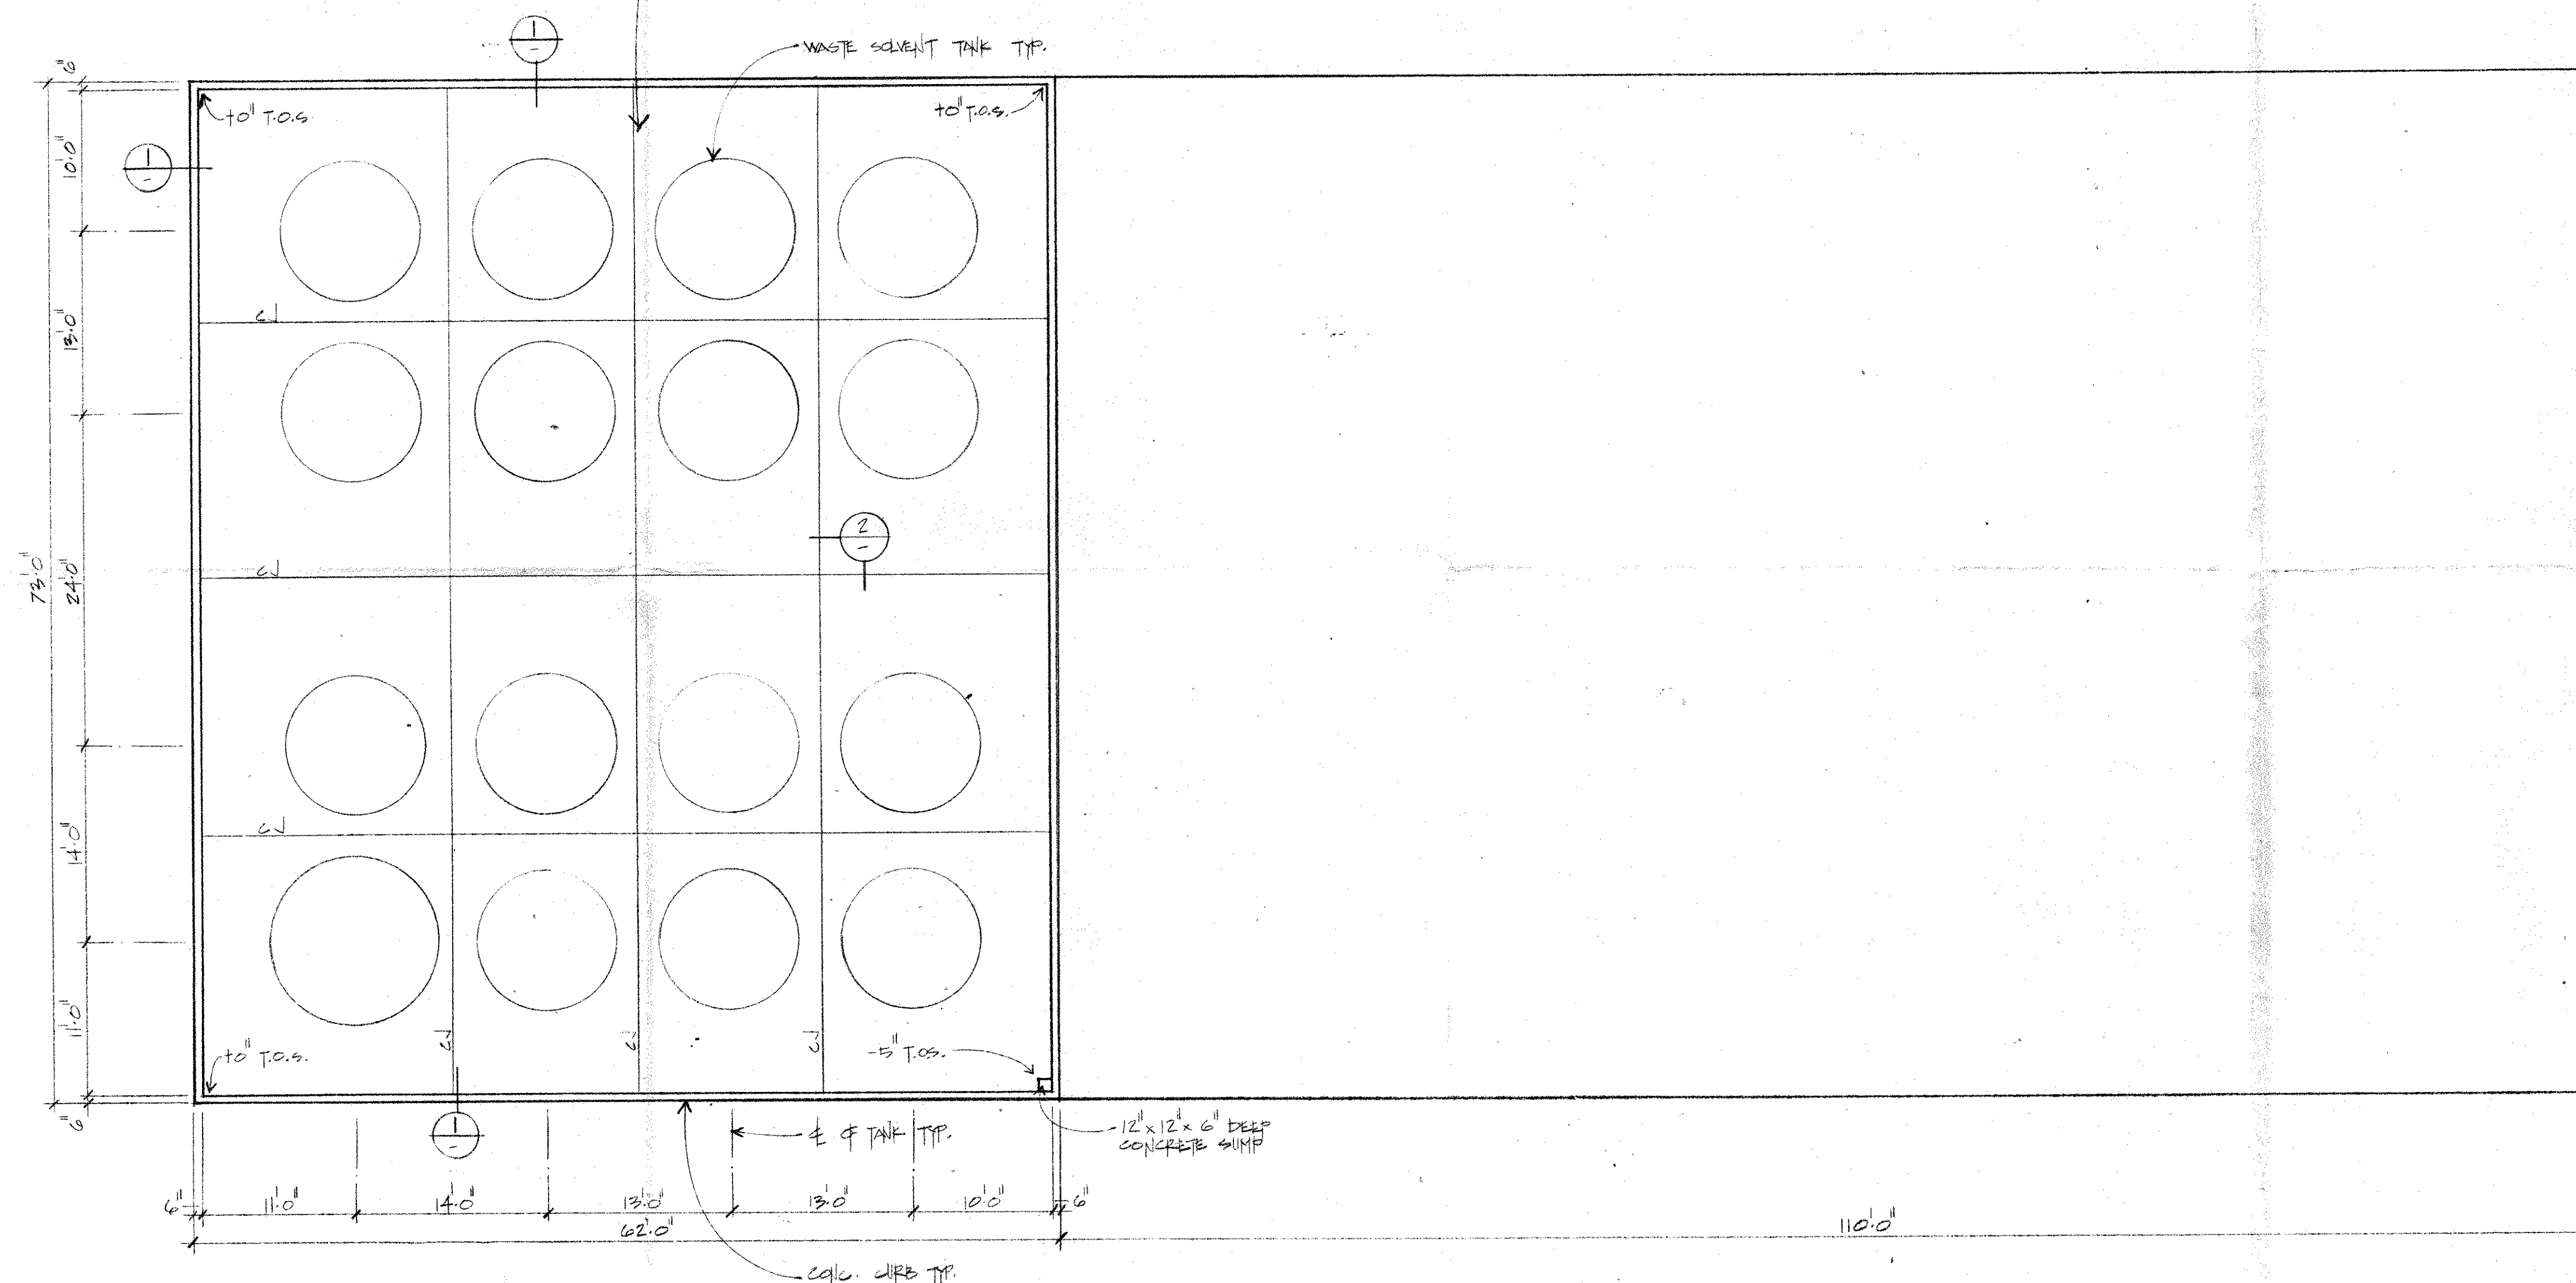 1
-
WASTE SOLVENT TANK TYP.
6"
+0" T.O.S.
+0" T.O.S.
10'0"
1
-
CJ
13'0"
2
-
CJ
73'0"
24'0"
CJ
14'0"
11'0"
CJ
CJ
CJ
+0" T.O.S.
-5" T.O.S.
6"
1
-
℄ OF TANK TYP.
12" x 12" x 6" DEEP
CONCRETE SUMP
6"
11'0"
14'0"
13'0"
13'0"
10'0"
6"
62'0"
110'0"
CONC. CURB TYP.